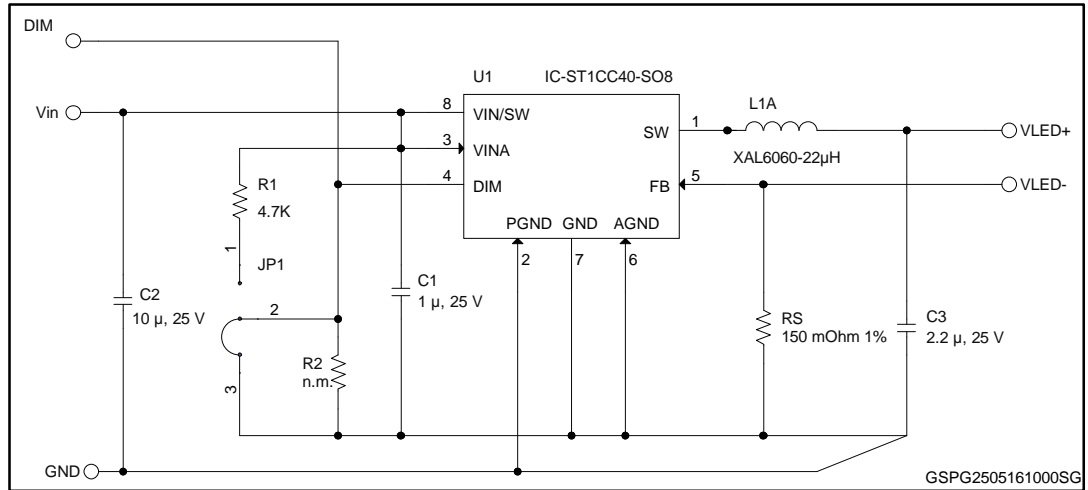 DIM
U1 IC-ST1CC40-SO8
Vin
8 VIN/SW
L1A
1
SW
VLED+
3 VINA
XAL6060-22µH
4 DIM
FB
5
VLED-
R1
4.7K
PGND GND AGND
2 7 6
1
JP1
C1
1 µ, 25 V
C2
10 µ, 25 V
2
RS
150 mOhm 1%
C3
2.2 µ, 25 V
R2
n.m.
3
GND
GSPG2505161000SG